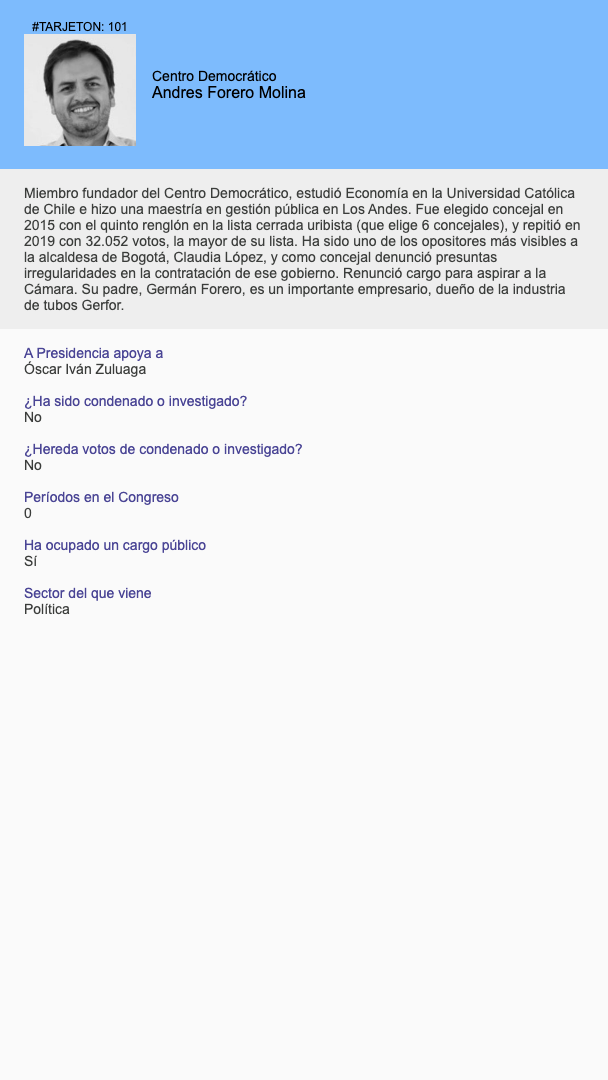 #TARJETON: 101
Centro Democrático
Andres Forero Molina
Miembro fundador del Centro Democrático, estudió Economía en la Universidad Católica
de Chile e hizo una maestría en gestión pública en Los Andes. Fue elegido concejal en
2015 con el quinto renglón en la lista cerrada uribista (que elige 6 concejales), y repitió en
2019 con 32.052 votos, la mayor de su lista. Ha sido uno de los opositores más visibles a
la alcaldesa de Bogotá, Claudia López, y como concejal denunció presuntas
irregularidades en la contratación de ese gobierno. Renunció cargo para aspirar a la
Cámara. Su padre, Germán Forero, es un importante empresario, dueño de la industria
de tubos Gerfor.
A Presidencia apoya a
Óscar Iván Zuluaga
¿Ha sido condenado o investigado?
No
¿Hereda votos de condenado o investigado?
No
Períodos en el Congreso
0
Ha ocupado un cargo público
Sí
Sector del que viene
Política